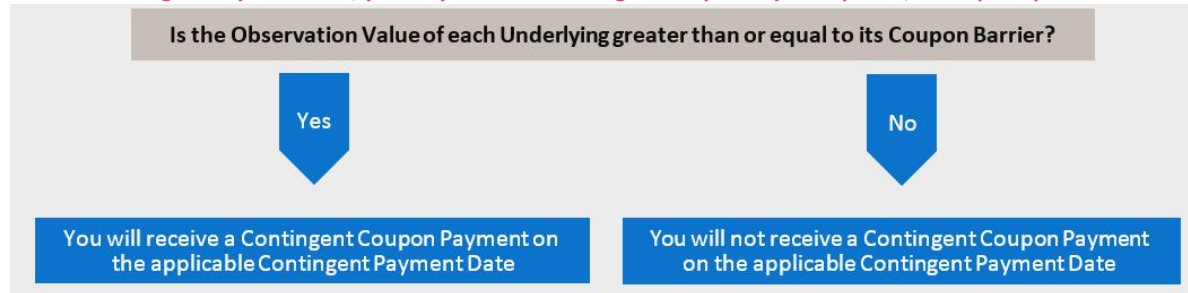 Is the Observation Value of each Underlying greater than or equal to its Coupon Barrier?
Yes
No
You will receive a Contingent Coupon Payment on
the applicable Contingent Payment Date
You will not receive a Contingent Coupon Payment
on the applicable Contingent Payment Date